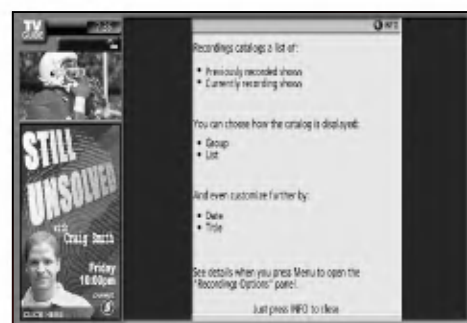 TV
GUIDE
INFO
Recordings catalogs a list of:
• Previously recorded shows
• Currently recording shows
You can choose how the catalog is displayed:
• Group
• List
And even customize further by:
• Date
• Title
See details when you press Menu to open the
"Recordings Options" panel.
Just press INFO to close
STILL
UNSOLVED
with
Craig Smith
Friday
10:00pm
CLICK HERE